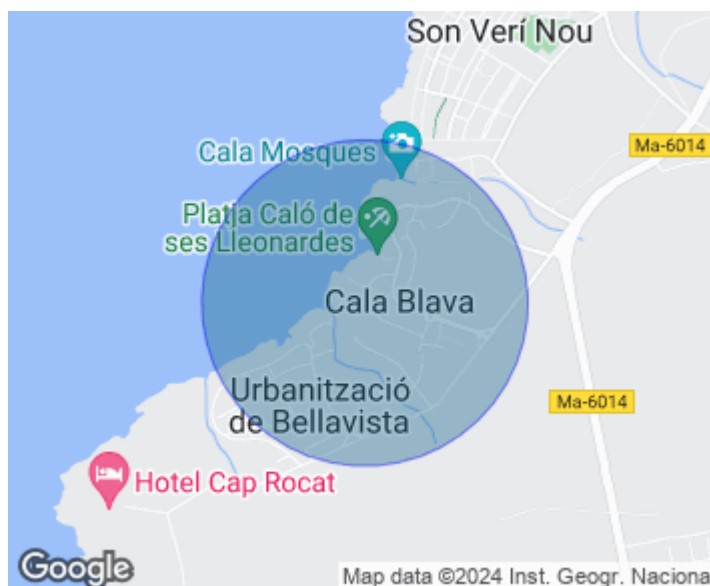 Son Verí Nou
Ma-6014
Cala Mosques
Platja Caló de
ses Lleonardes
Cala Blava
Urbanització
de Bellavista
Ma-6014
Hotel Cap Rocat
Google
Map data ©2024 Inst. Geogr. Naciona